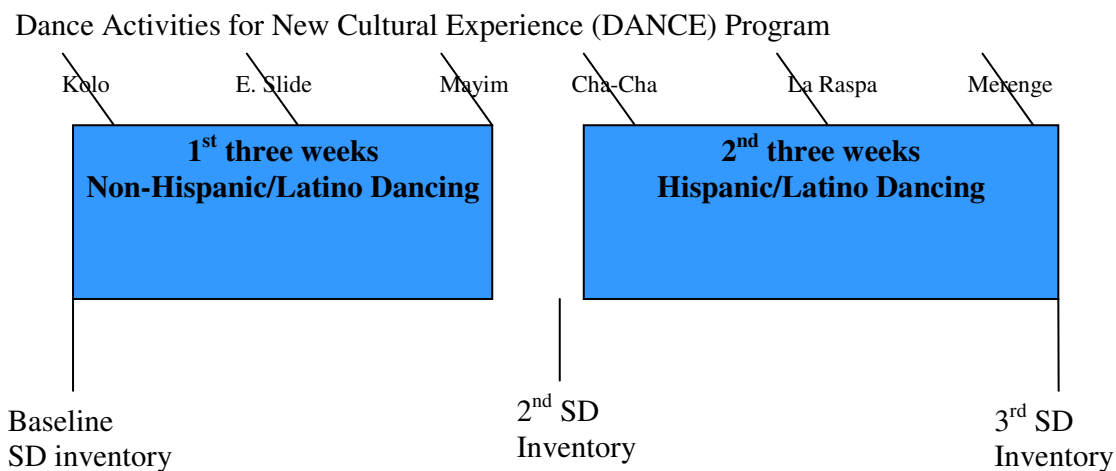 Dance Activities for New Cultural Experience (DANCE) Program
Kolo E. Slide Mayim Cha-Cha La Raspa Merenge
1st three weeks
Non-Hispanic/Latino Dancing
2nd three weeks
Hispanic/Latino Dancing
Baseline
SD inventory
2nd SD
Inventory
3rd SD
Inventory